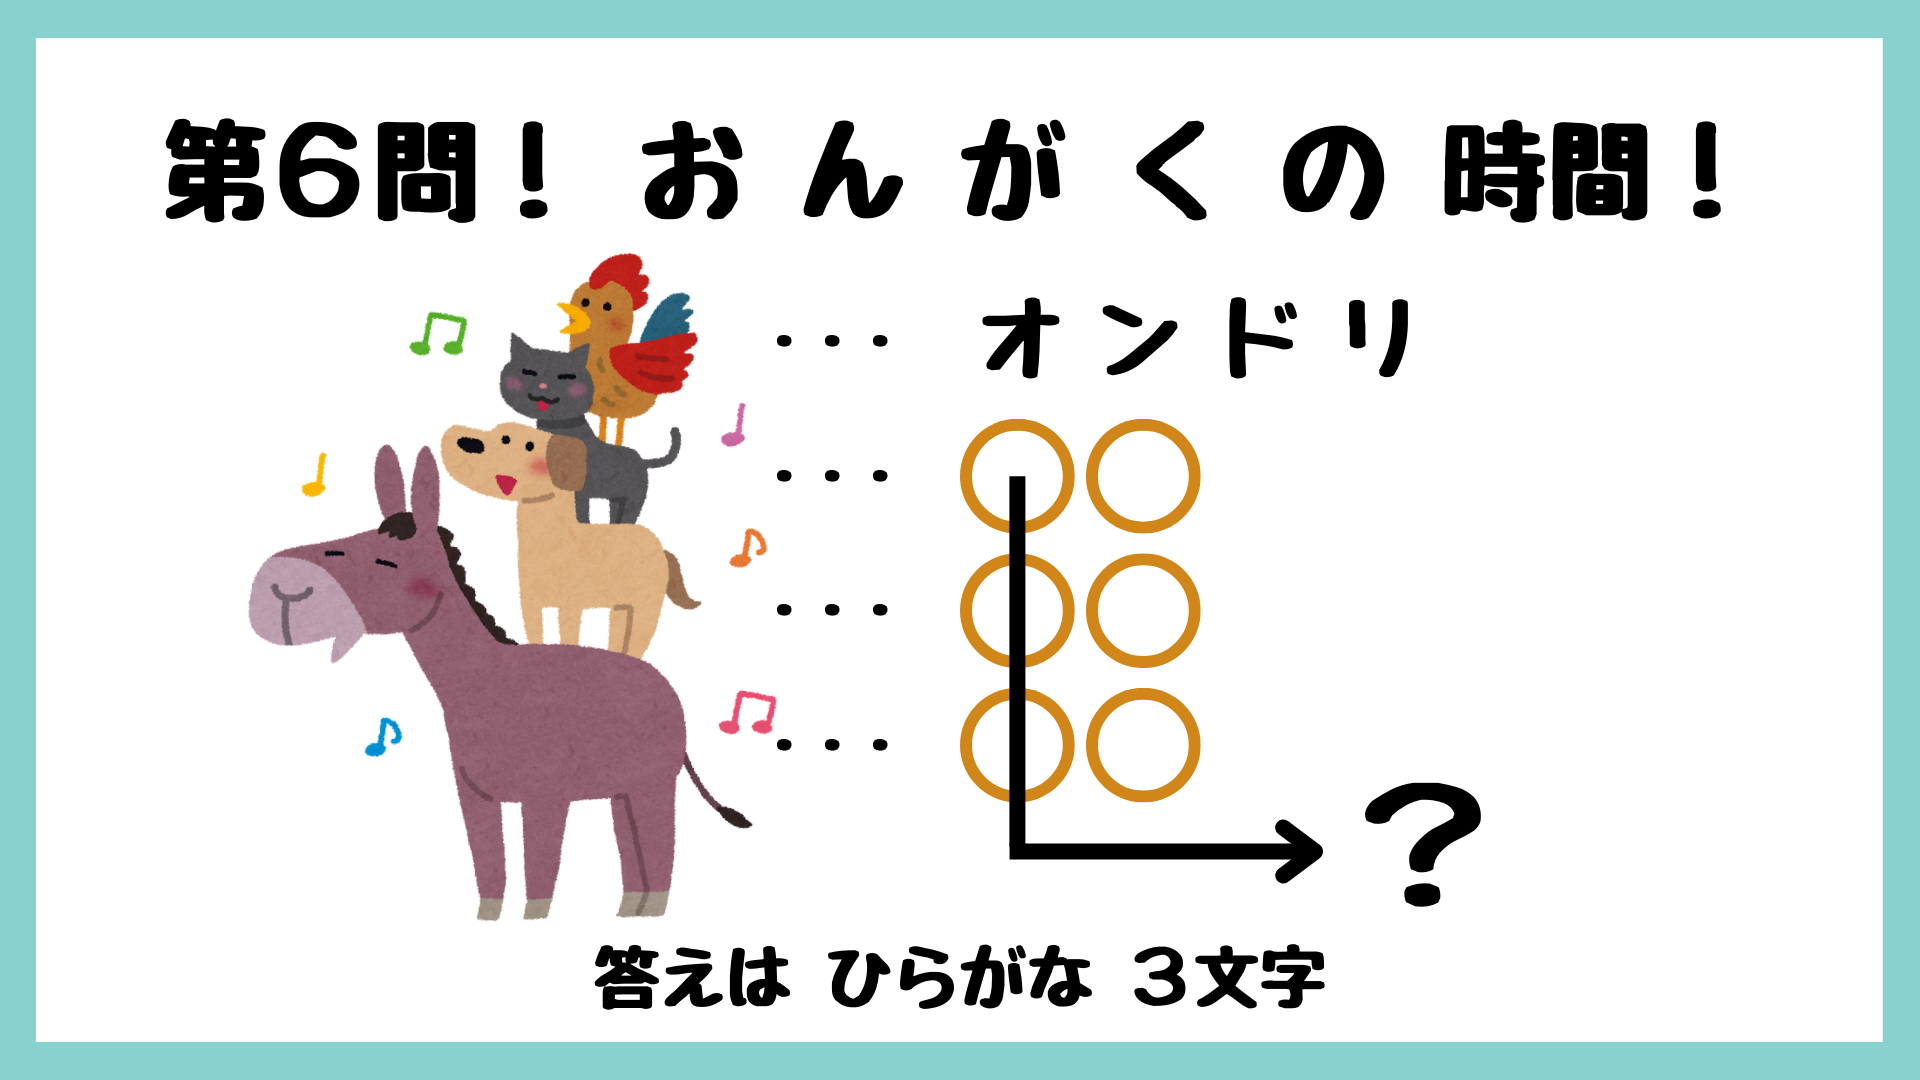 第6問！ おんがくの時間！
・・・ オンドリ
・・・
・・・
・・・
？
答えは ひらがな 3文字